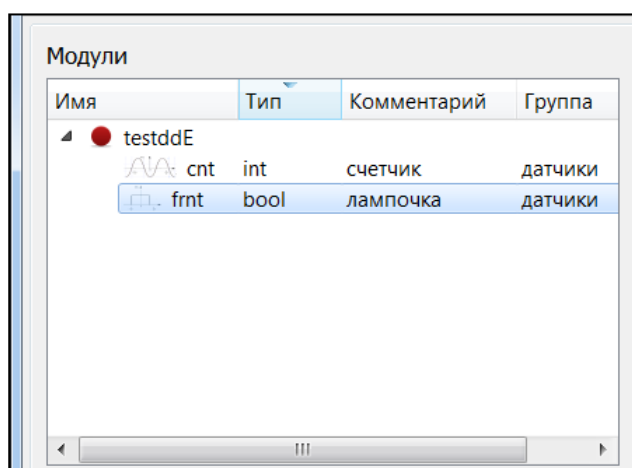 Модули
Имя Тип Комментарий Группа
testddE
cnt int счетчик датчики
frnt bool лампочка датчики